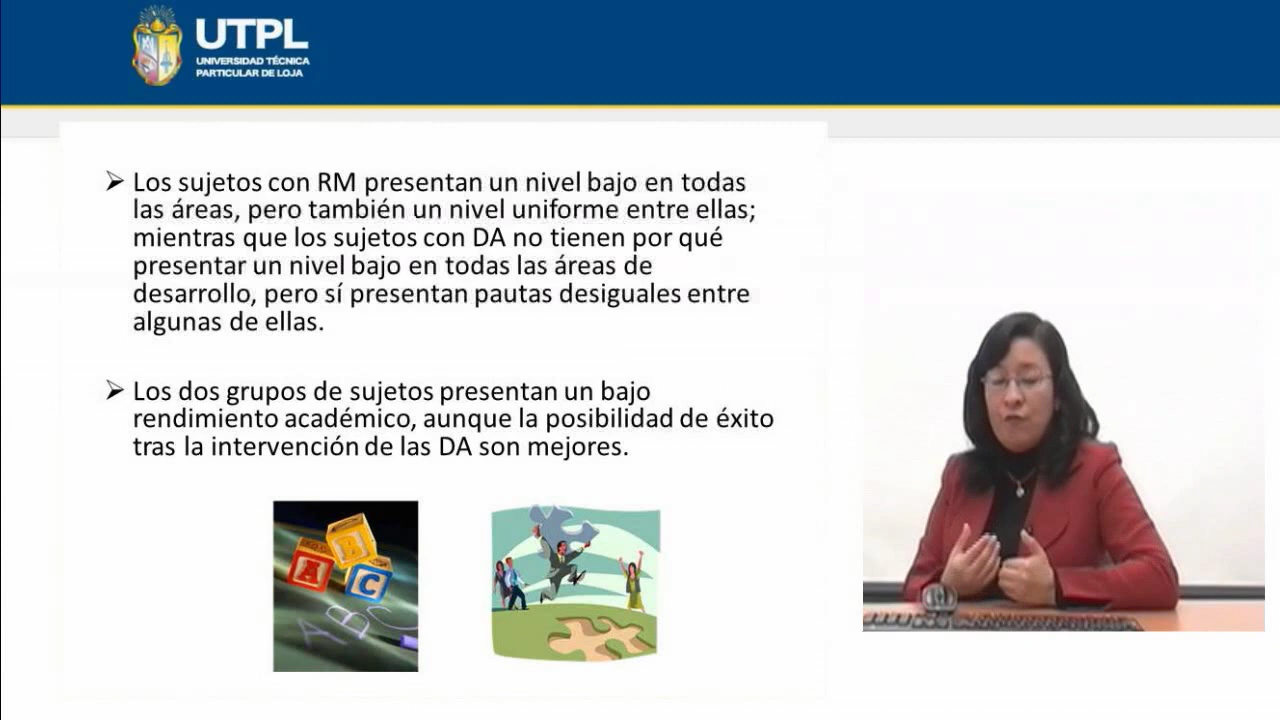 UTPL
UNIVERSIDAD TÉCNICA
PARTICULAR DE LOJA
Los sujetos con RM presentan un nivel bajo en todas
las áreas, pero también un nivel uniforme entre ellas;
mientras que los sujetos con DA no tienen por qué
presentar un nivel bajo en todas las áreas de
desarrollo, pero sí presentan pautas desiguales entre
algunas de ellas.
Los dos grupos de sujetos presentan un bajo
rendimiento académico, aunque la posibilidad de éxito
tras la intervención de las DA son mejores.
B
A
C
ABC